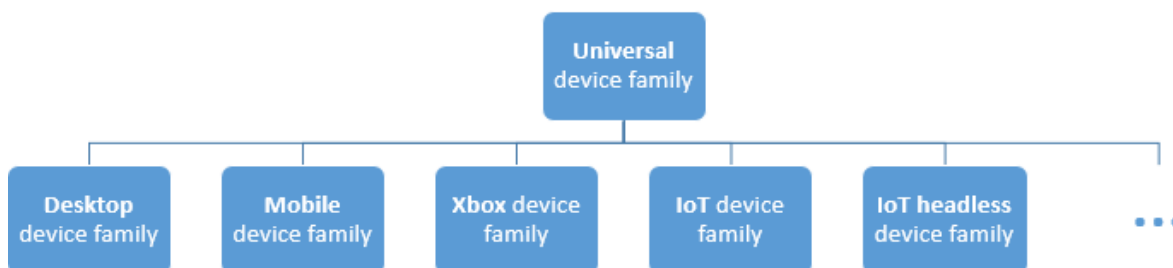 Universal
device family
Desktop
device family
Mobile
device family
Xbox device
family
IoT device
family
IoT headless
device family
...